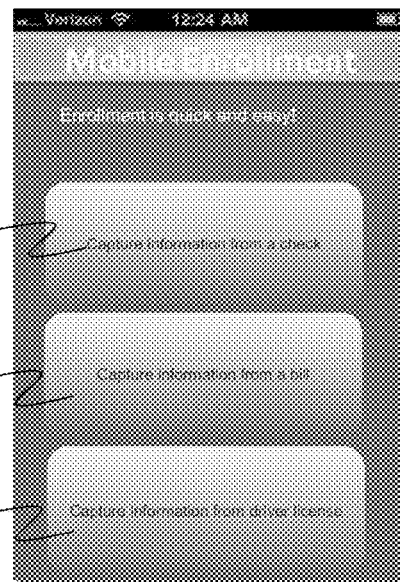 Verizon 12:24 AM
Mobile Enrollment
Enrollment is quick and easy!
Capture information from a check
Capture information from a bill
Capture information from driver license